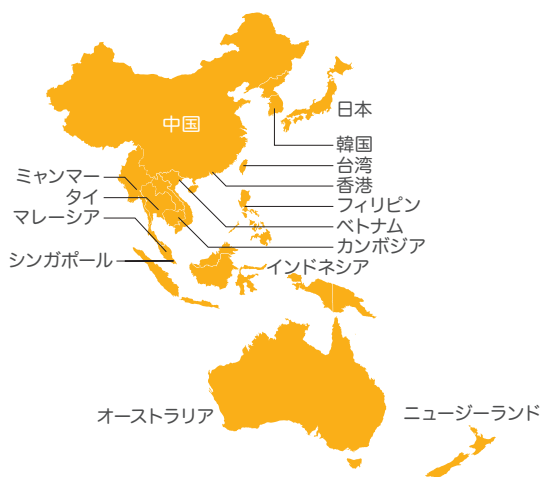 日本
中国
韓国
台湾
香港
ミャンマー
タイ
フィリピン
マレーシア
ベトナム
カンボジア
シンガポール
インドネシア
オーストラリア
ニュージーランド